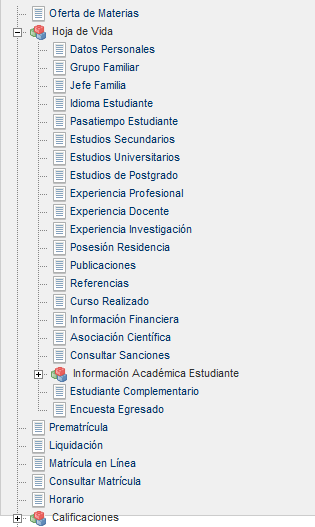 Oferta de Materias
Hoja de Vida
Datos Personales
Grupo Familiar
Jefe Familia
Idioma Estudiante
Pasatiempo Estudiante
Estudios Secundarios
Estudios Universitarios
Estudios de Postgrado
Experiencia Profesional
Experiencia Docente
Experiencia Investigación
Posesión Residencia
Publicaciones
Referencias
Curso Realizado
Información Financiera
Asociación Científica
Consultar Sanciones
Información Académica Estudiante
Estudiante Complementario
Encuesta Egresado
Prematrícula
Liquidación
Matrícula en Línea
Consultar Matrícula
Horario
Calificaciones